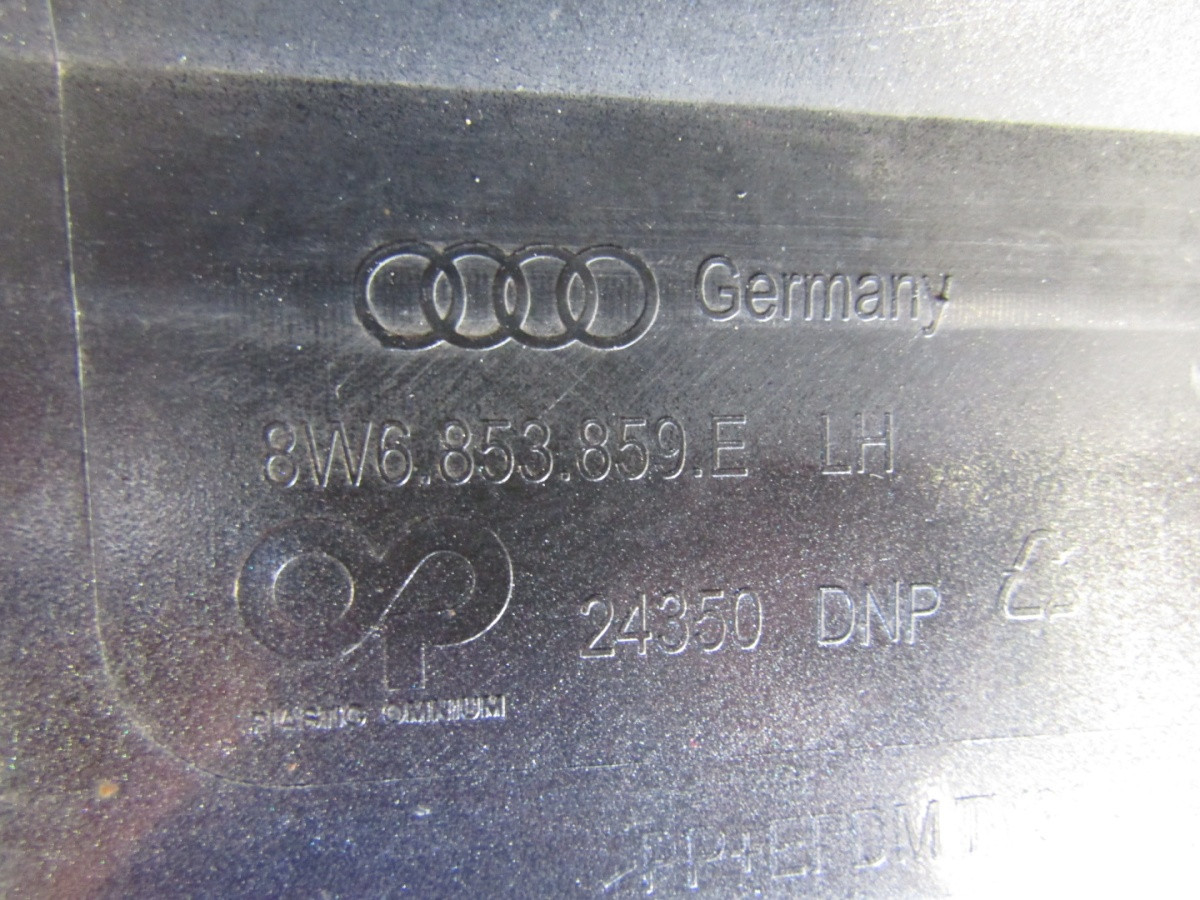 Germany
8W6.853.859.E LH
24350 DNP
PLASTIC OMNIUM